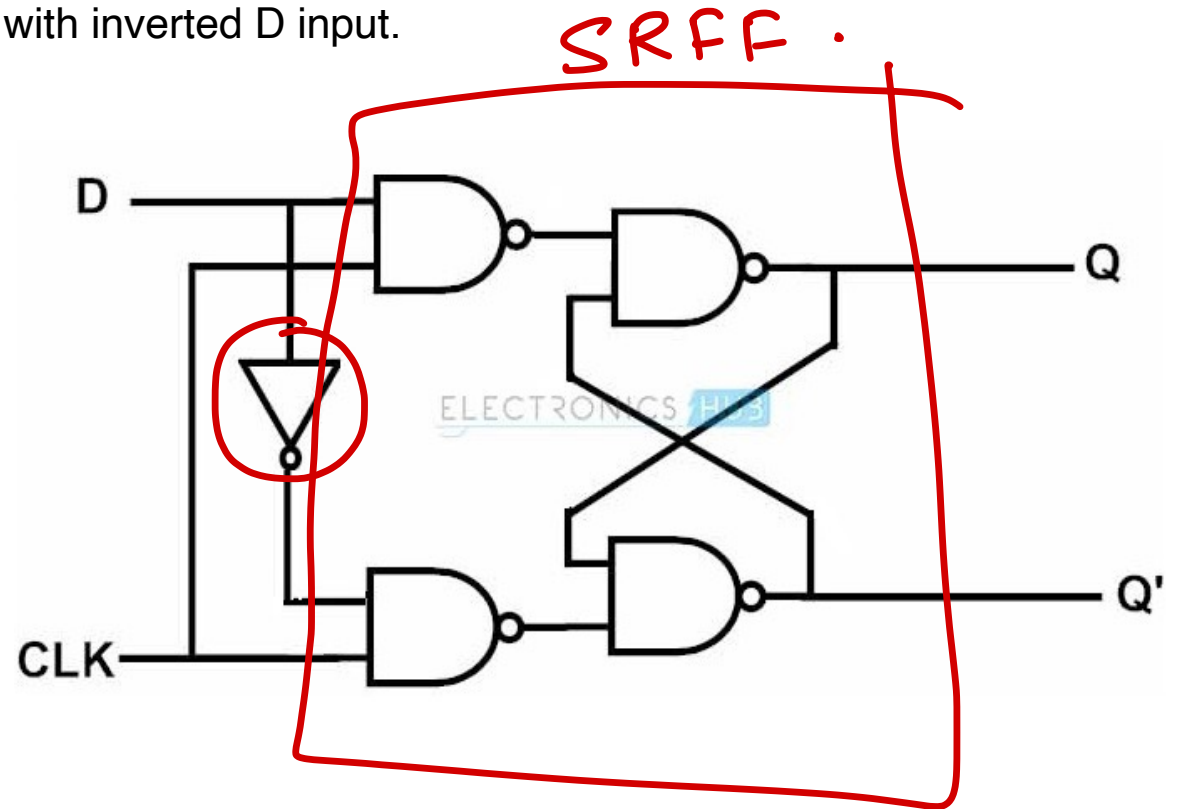 with inverted D input.
SRFF.
D
Q
ELECTRONICS HUB
Q'
CLK